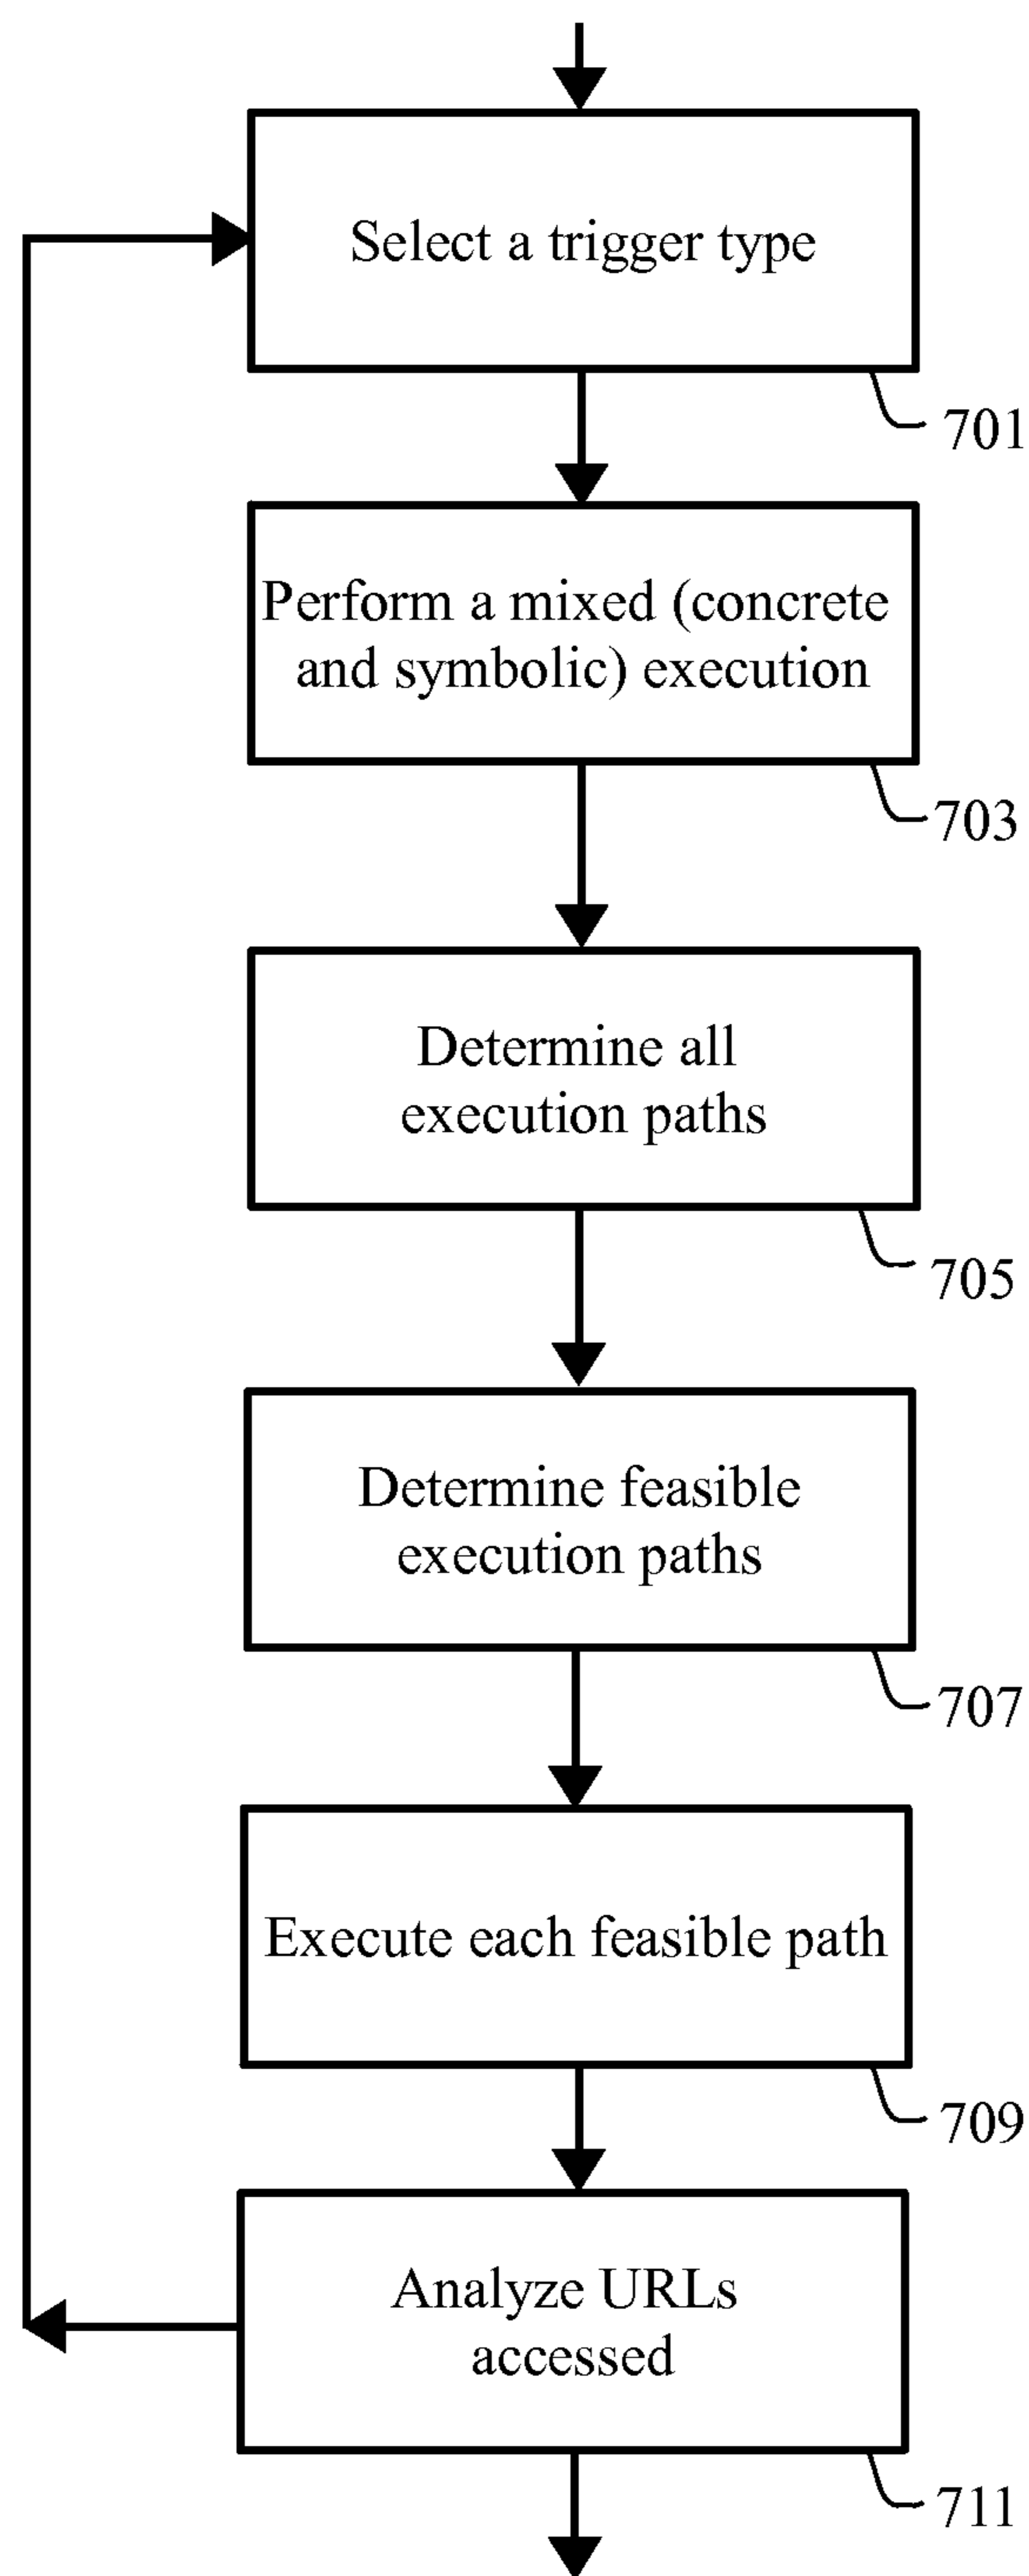 Select a trigger type
701
Perform a mixed (concrete
and symbolic) execution
703
Determine all
execution paths
705
Determine feasible
execution paths
707
Execute each feasible path
709
Analyze URLs
accessed
711